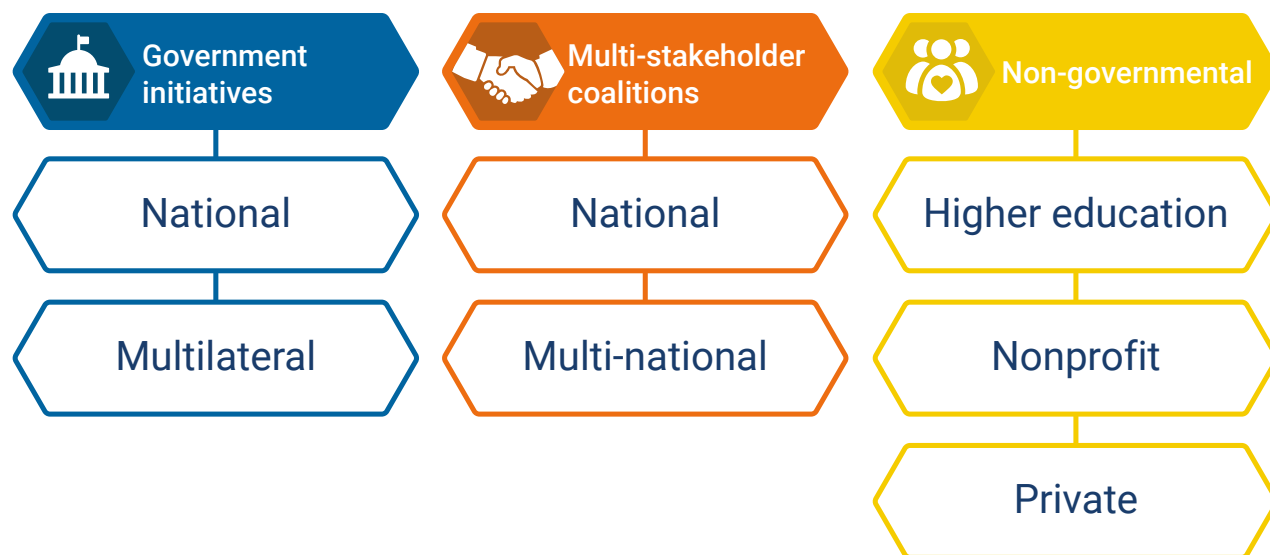 Government
initiatives
National
Multilateral
Multi-stakeholder
coalitions
National
Multi-national
Non-governmental
Higher education
Nonprofit
Private